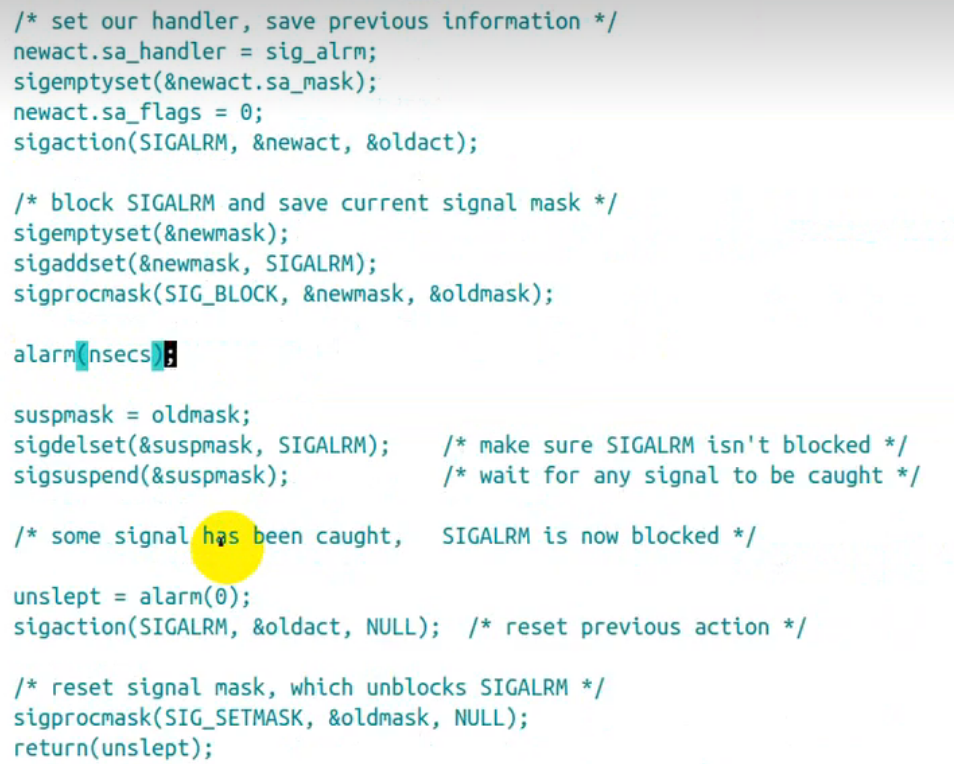 /* set our handler, save previous information */
newact.sa_handler = sig_alrm;
sigemptyset(&newact.sa_mask);
newact.sa_flags = 0;
sigaction(SIGALRM, &newact, &oldact);
/* block SIGALRM and save current signal mask */
sigemptyset(&newmask);
sigaddset(&newmask, SIGALRM);
sigprocmask(SIG_BLOCK, &newmask, &oldmask);
alarm(nsecs);
suspmask = oldmask;
sigdelset(&suspmask, SIGALRM);    /* make sure SIGALRM isn't blocked */
sigsuspend(&suspmask);            /* wait for any signal to be caught */
/* some signal has been caught,   SIGALRM is now blocked */
unslept = alarm(0);
sigaction(SIGALRM, &oldact, NULL);  /* reset previous action */
/* reset signal mask, which unblocks SIGALRM */
sigprocmask(SIG_SETMASK, &oldmask, NULL);
return(unslept);